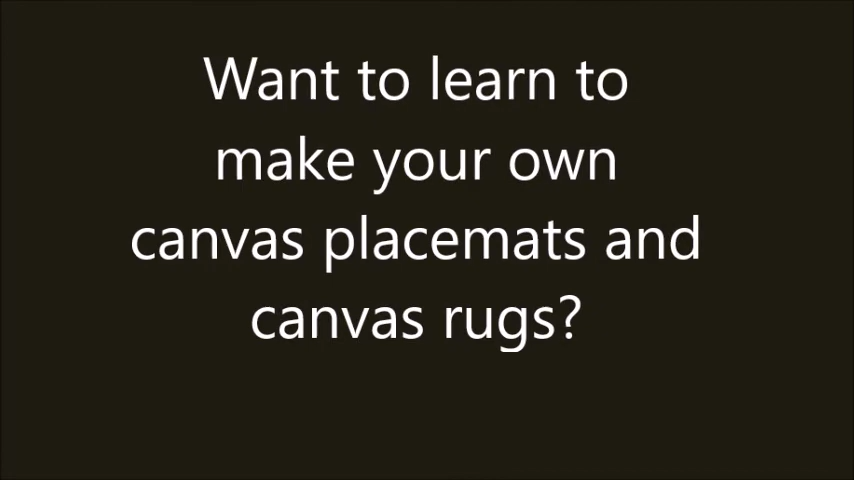 Want to learn to
make your own
canvas placemats and
canvas rugs?